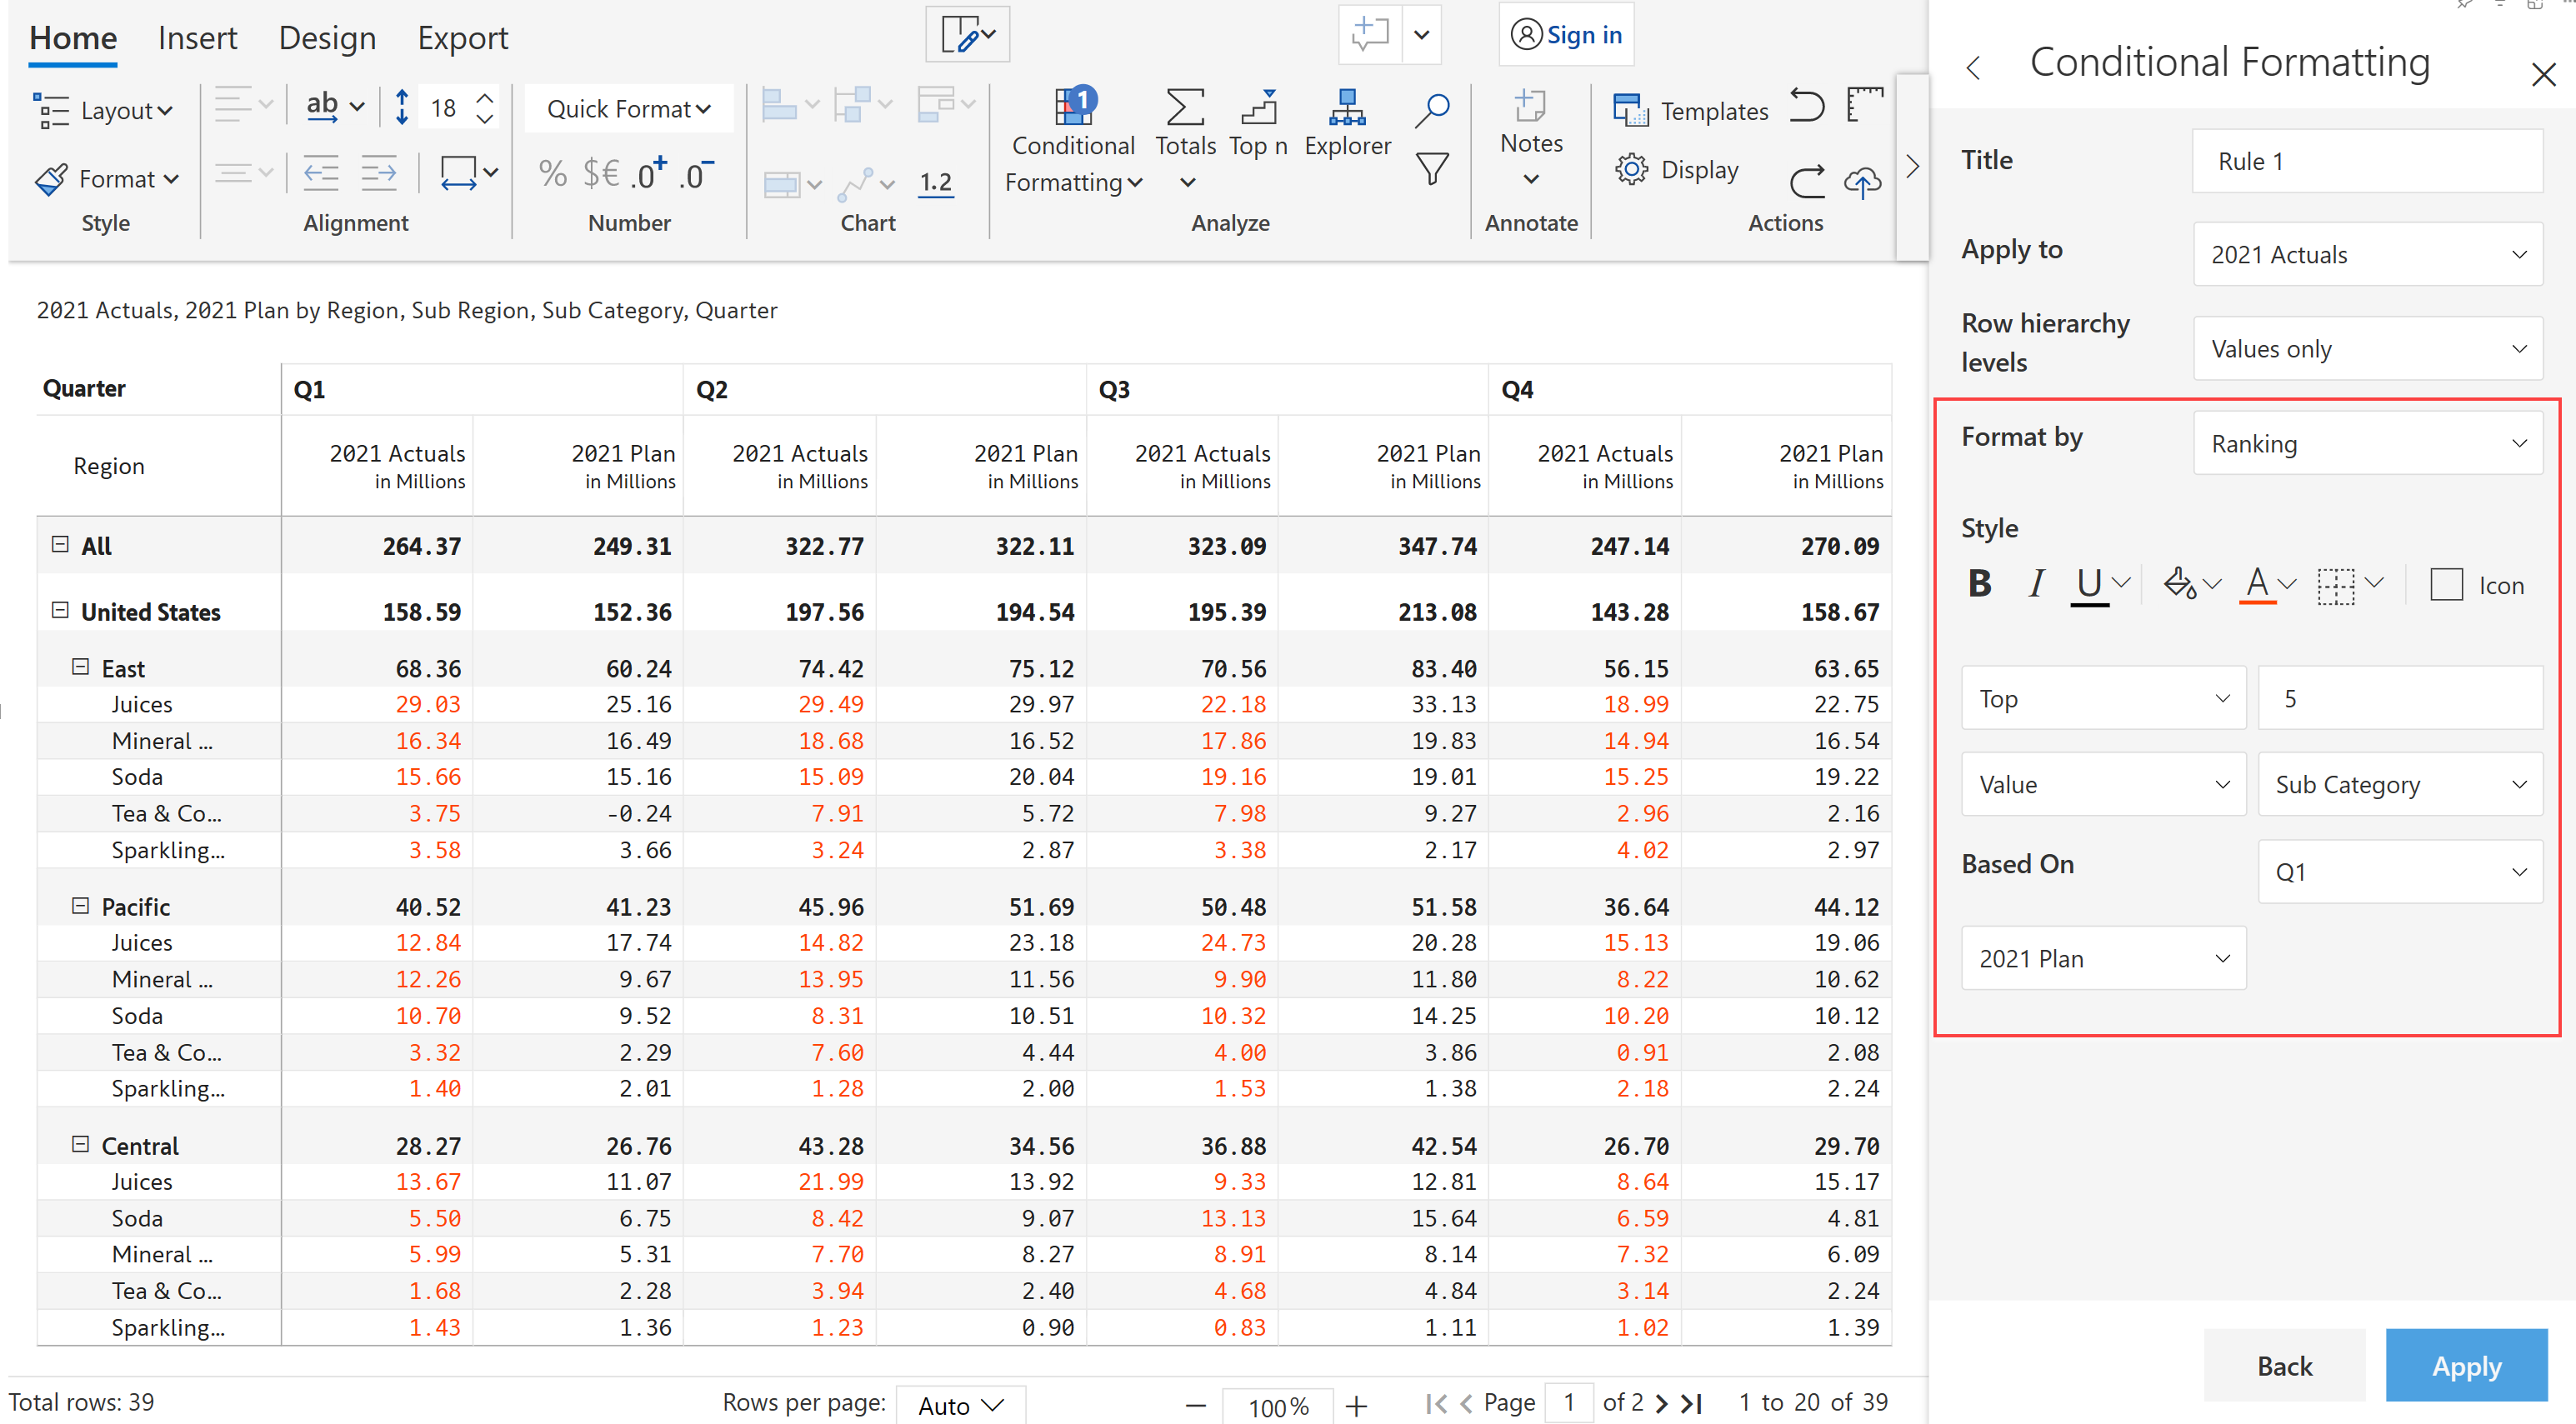 Home Insert Design Export Sign in
Layout ab 18 Quick Format 1 Conditional Formatting Totals Top n Explorer Notes Templates
Format % $€ .0+ .0- 1.2 Display
Style Alignment Number Chart Analyze Annotate Actions
2021 Actuals, 2021 Plan by Region, Sub Region, Sub Category, Quarter
Quarter Q1 Q2 Q3 Q4
Region 2021 Actuals in Millions 2021 Plan in Millions 2021 Actuals in Millions 2021 Plan in Millions 2021 Actuals in Millions 2021 Plan in Millions 2021 Actuals in Millions 2021 Plan in Millions
All 264.37 249.31 322.77 322.11 323.09 347.74 247.14 270.09
United States 158.59 152.36 197.56 194.54 195.39 213.08 143.28 158.67
East 68.36 60.24 74.42 75.12 70.56 83.40 56.15 63.65
Juices 29.03 25.16 29.49 29.97 22.18 33.13 18.99 22.75
Mineral ... 16.34 16.49 18.68 16.52 17.86 19.83 14.94 16.54
Soda 15.66 15.16 15.09 20.04 19.16 19.01 15.25 19.22
Tea & Co... 3.75 -0.24 7.91 5.72 7.98 9.27 2.96 2.16
Sparkling... 3.58 3.66 3.24 2.87 3.38 2.17 4.02 2.97
Pacific 40.52 41.23 45.96 51.69 50.48 51.58 36.64 44.12
Juices 12.84 17.74 14.82 23.18 24.73 20.28 15.13 19.06
Mineral ... 12.26 9.67 13.95 11.56 9.90 11.80 8.22 10.62
Soda 10.70 9.52 8.31 10.51 10.32 14.25 10.20 10.12
Tea & Co... 3.32 2.29 7.60 4.44 4.00 3.86 0.91 2.08
Sparkling... 1.40 2.01 1.28 2.00 1.53 1.38 2.18 2.24
Central 28.27 26.76 43.28 34.56 36.88 42.54 26.70 29.70
Juices 13.67 11.07 21.99 13.92 9.33 12.81 8.64 15.17
Soda 5.50 6.75 8.42 9.07 13.13 15.64 6.59 4.81
Mineral ... 5.99 5.31 7.70 8.27 8.91 8.14 7.32 6.09
Tea & Co... 1.68 2.28 3.94 2.40 4.68 4.84 3.14 2.24
Sparkling... 1.43 1.36 1.23 0.90 0.83 1.11 1.02 1.39
Total rows: 39 Rows per page: Auto 100% Page 1 of 2 1 to 20 of 39
Conditional Formatting
Title Rule 1
Apply to 2021 Actuals
Row hierarchy levels Values only
Format by Ranking
Style
B I U A Icon
Top 5
Value Sub Category
Based On Q1
2021 Plan
Back Apply